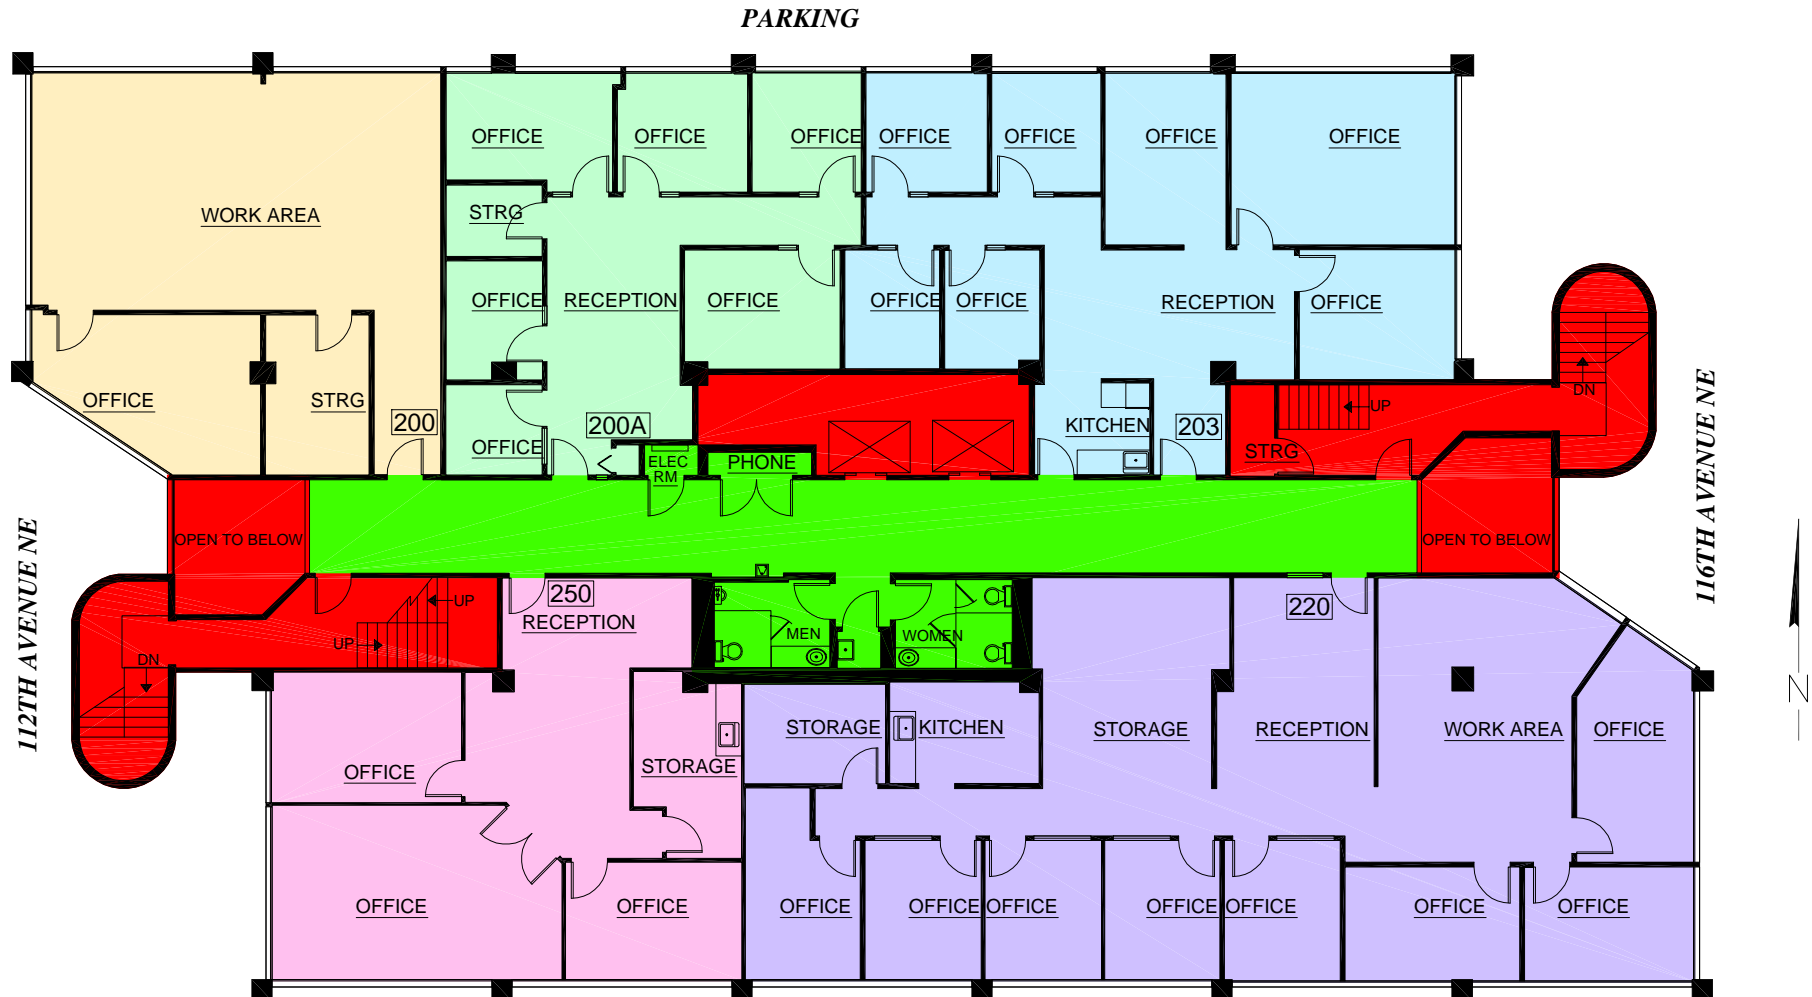 PARKING
OFFICE
OFFICE
OFFICE
OFFICE
OFFICE
OFFICE
OFFICE
WORK AREA
STRG
OFFICE
RECEPTION
OFFICE
OFFICE
OFFICE
RECEPTION
OFFICE
OFFICE
STRG
200
OFFICE
200A
ELEC
RM
PHONE
KITCHEN
203
STRG
UP
DN
112TH AVENUE NE
OPEN TO BELOW
OPEN TO BELOW
116TH AVENUE NE
N
UP
UP
DN
250
RECEPTION
MEN
WOMEN
220
OFFICE
STORAGE
STORAGE
KITCHEN
STORAGE
RECEPTION
WORK AREA
OFFICE
OFFICE
OFFICE
OFFICE
OFFICE
OFFICE
OFFICE
OFFICE
OFFICE
OFFICE